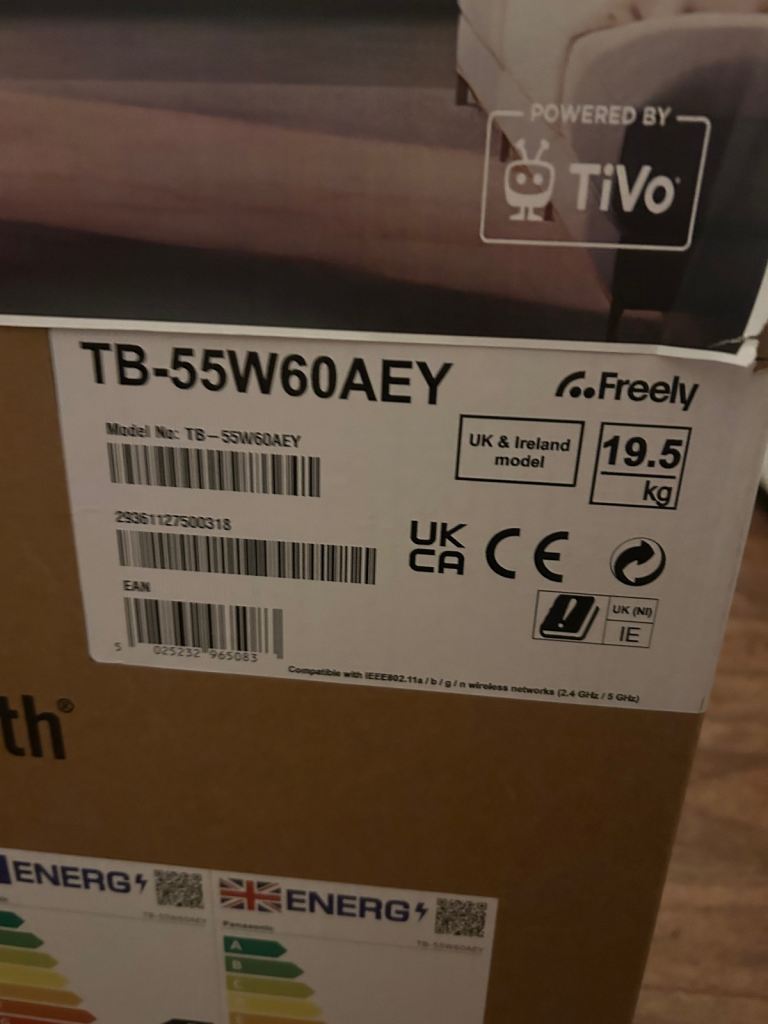 POWERED BY
TiVo
TB-55W60AEY
Freely
Model No: TB-55W60AEY
UK & Ireland
model
19.5
kg
29361127500318
UK
CA
CE
EAN
UK (NI)
IE
5 025232 965083
Compatible with IEEE802.11a / b / g / n wireless networks (2.4 GHz / 5 GHz)
th®
ENERG
TB-55W60AEY
ENERG
Panasonic
TB-55W60AEY
A
B
C